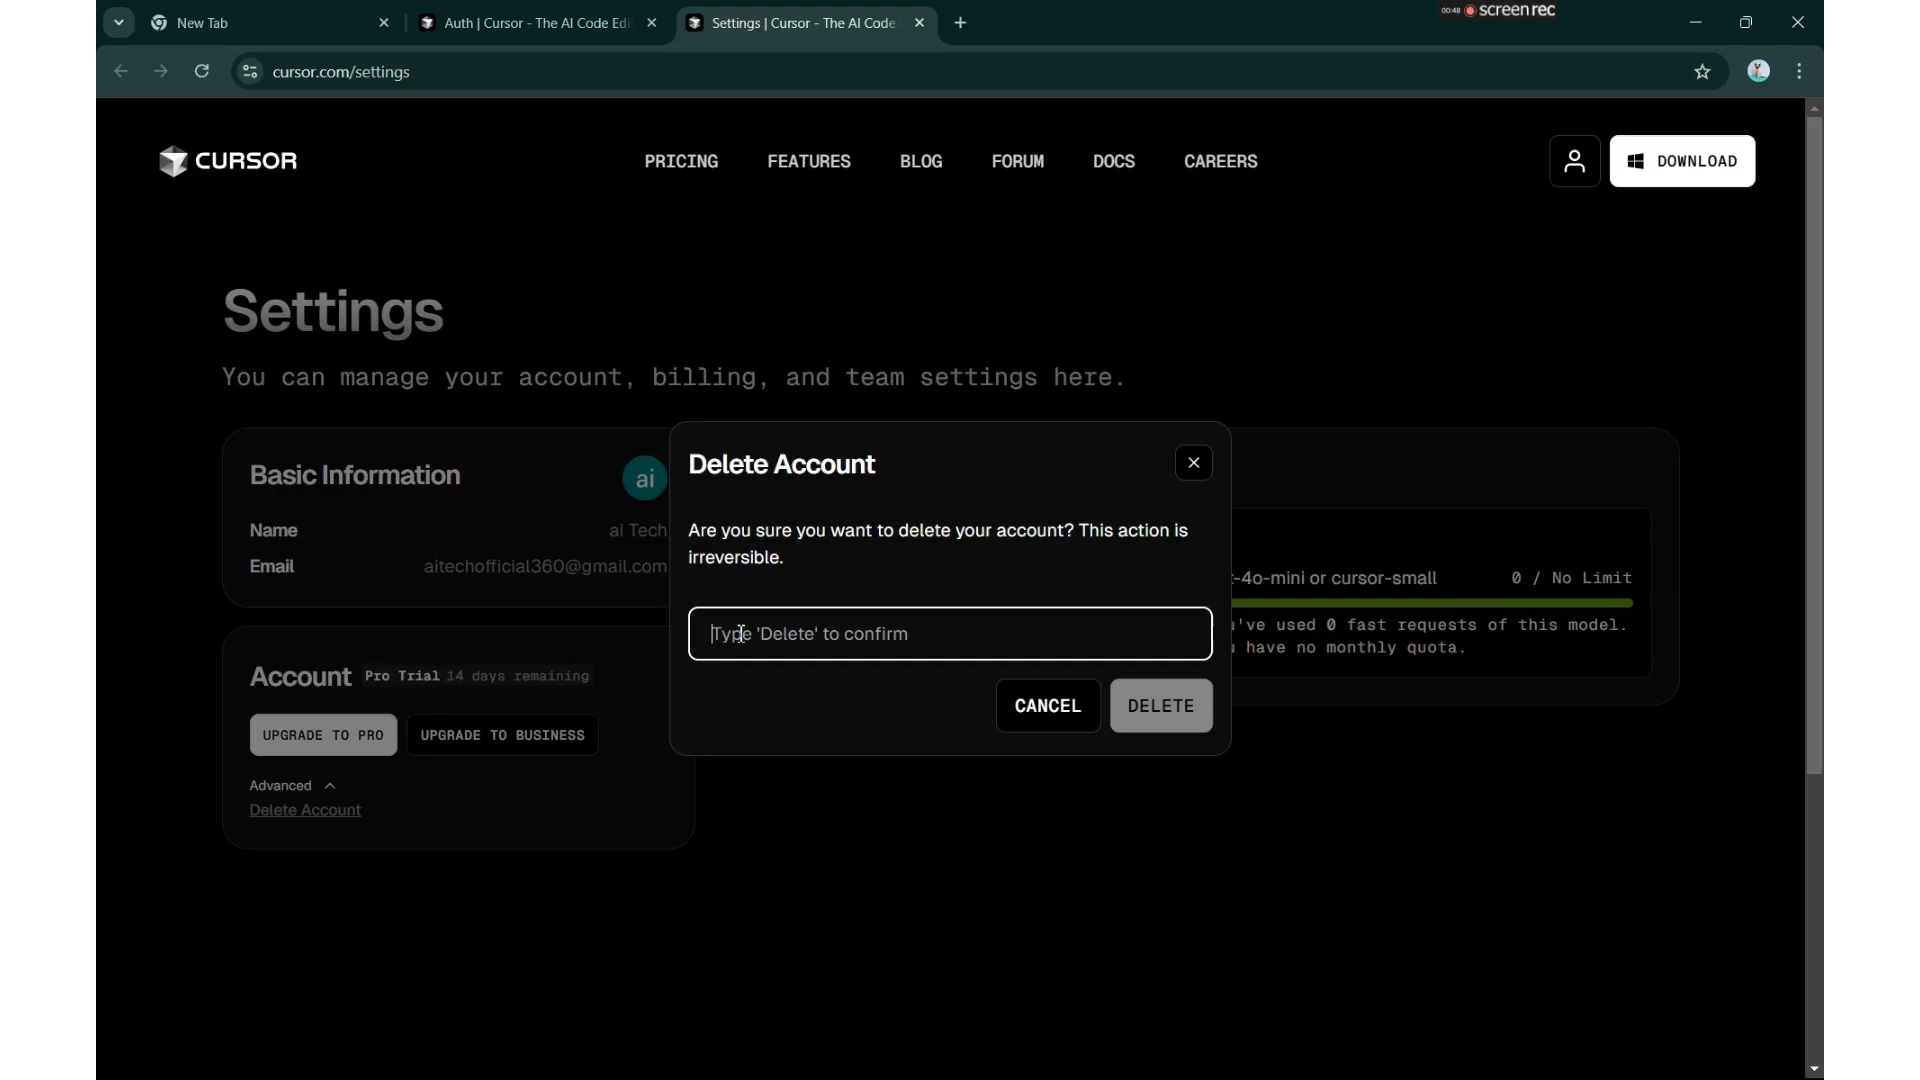 New Tab
Auth | Cursor - The AI Code Edi
Settings | Cursor - The AI Code
00:48 screen rec
cursor.com/settings
CURSOR
PRICING
FEATURES
BLOG
FORUM
DOCS
CAREERS
DOWNLOAD
Settings
You can manage your account, billing, and team settings here.
Basic Information
ai
Name
ai Tech
Email
aitechofficial360@gmail.com
Account
Pro Trial 14 days remaining
UPGRADE TO PRO
UPGRADE TO BUSINESS
Advanced
Delete Account
Delete Account
Are you sure you want to delete your account? This action is
irreversible.
Type 'Delete' to confirm
CANCEL
DELETE
-4o-mini or cursor-small
0 / No Limit
've used 0 fast requests of this model.
have no monthly quota.